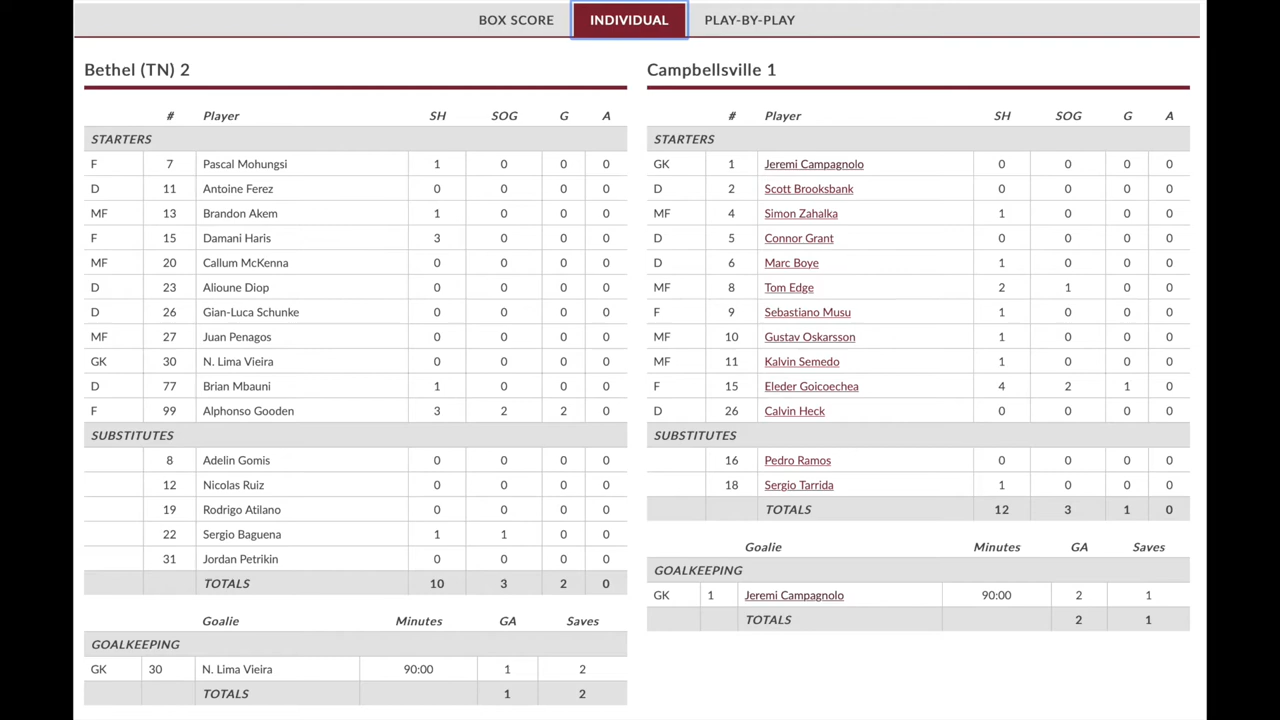 BOX SCORE INDIVIDUAL PLAY-BY-PLAY
Bethel (TN) 2
# Player SH SOG G A
STARTERS
F 7 Pascal Mohungsi 1 0 0 0
D 11 Antoine Ferez 0 0 0 0
MF 13 Brandon Akem 1 0 0 0
F 15 Damani Haris 3 0 0 0
MF 20 Callum McKenna 0 0 0 0
D 23 Alioune Diop 0 0 0 0
D 26 Gian-Luca Schunke 0 0 0 0
MF 27 Juan Penagos 0 0 0 0
GK 30 N. Lima Vieira 0 0 0 0
D 77 Brian Mbauni 1 0 0 0
F 99 Alphonso Gooden 3 2 2 0
SUBSTITUTES
8 Adelin Gomis 0 0 0 0
12 Nicolas Ruiz 0 0 0 0
19 Rodrigo Atilano 0 0 0 0
22 Sergio Baguena 1 1 0 0
31 Jordan Petrikin 0 0 0 0
TOTALS 10 3 2 0
Goalie Minutes GA Saves
GOALKEEPING
GK 30 N. Lima Vieira 90:00 1 2
TOTALS 1 2
Campbellsville 1
# Player SH SOG G A
STARTERS
GK 1 Jeremi Campagnolo 0 0 0 0
D 2 Scott Brooksbank 0 0 0 0
MF 4 Simon Zahalka 1 0 0 0
D 5 Connor Grant 0 0 0 0
D 6 Marc Boye 1 0 0 0
MF 8 Tom Edge 2 1 0 0
F 9 Sebastiano Musu 1 0 0 0
MF 10 Gustav Oskarsson 1 0 0 0
MF 11 Kalvin Semedo 1 0 0 0
F 15 Eleder Goicoechea 4 2 1 0
D 26 Calvin Heck 0 0 0 0
SUBSTITUTES
16 Pedro Ramos 0 0 0 0
18 Sergio Tarrida 1 0 0 0
TOTALS 12 3 1 0
Goalie Minutes GA Saves
GOALKEEPING
GK 1 Jeremi Campagnolo 90:00 2 1
TOTALS 2 1